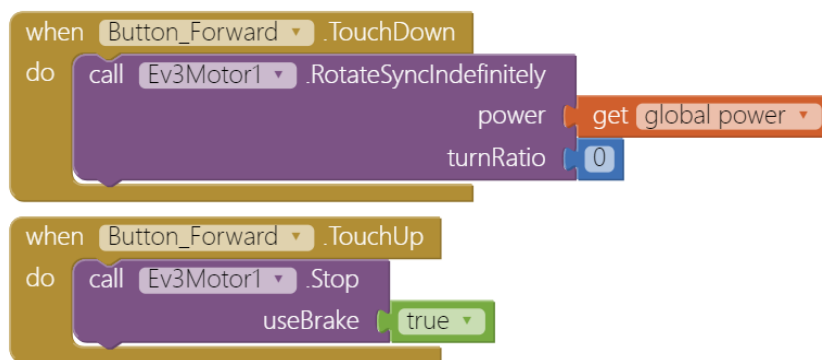 when Button_Forward .TouchDown
do call Ev3Motor1 .RotateSyncIndefinitely
power get global power
turnRatio 0
when Button_Forward .TouchUp
do call Ev3Motor1 .Stop
useBrake true